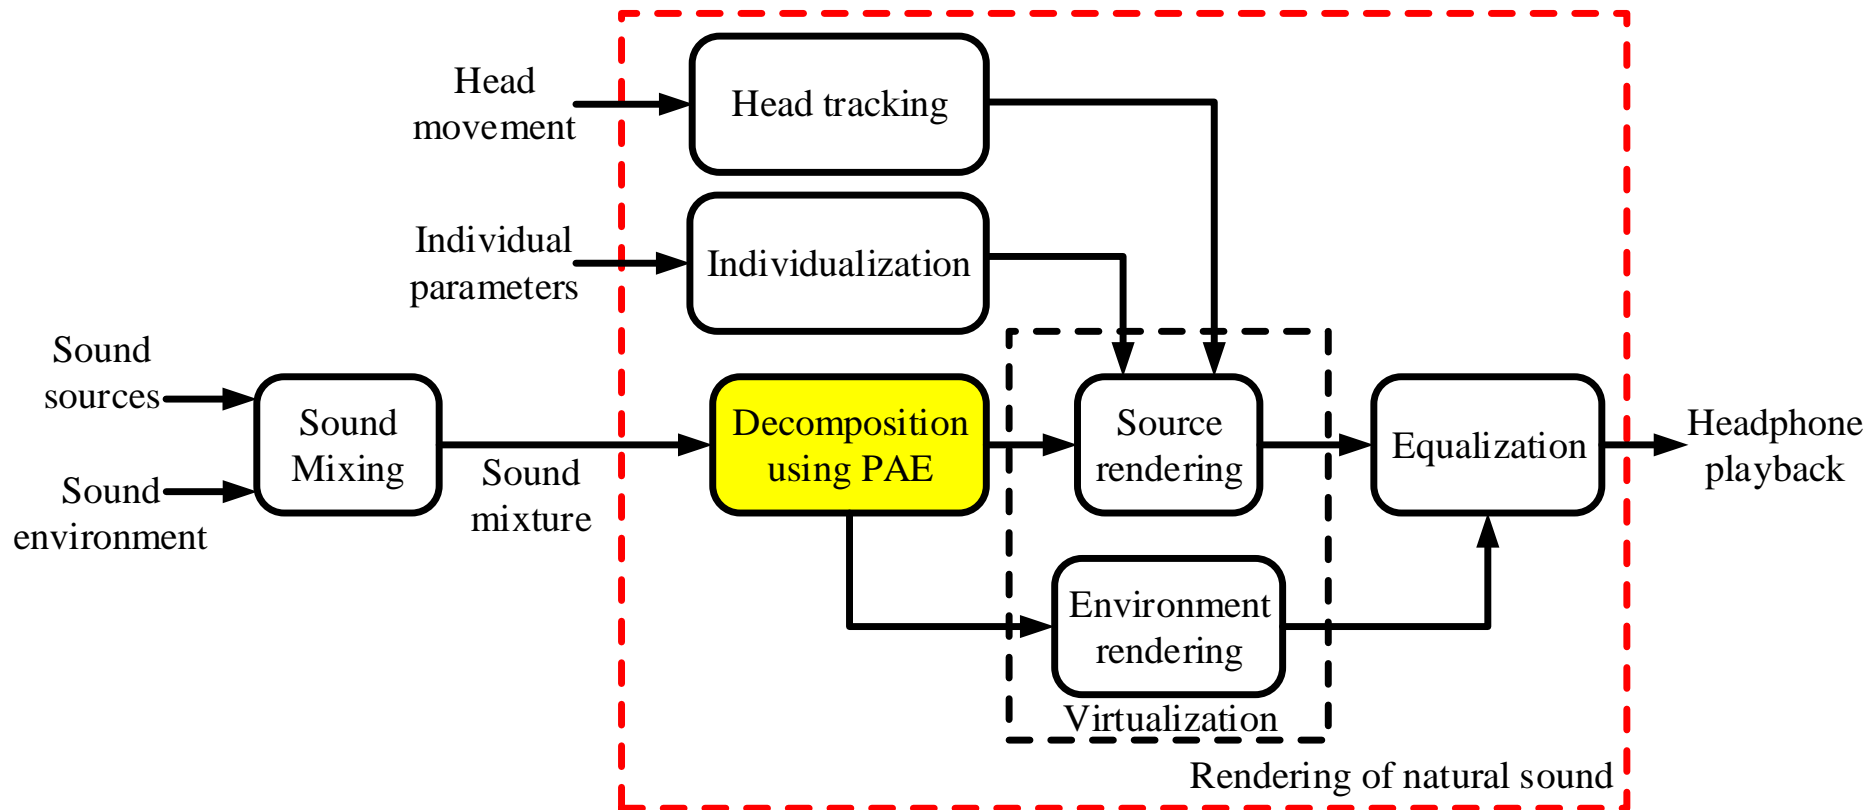 Head
movement
Head tracking
Individual
parameters
Individualization
Sound
sources
Sound
environment
Sound
Mixing
Sound
mixture
Decomposition
using PAE
Source
rendering
Equalization
Headphone
playback
Environment
rendering
Virtualization
Rendering of natural sound